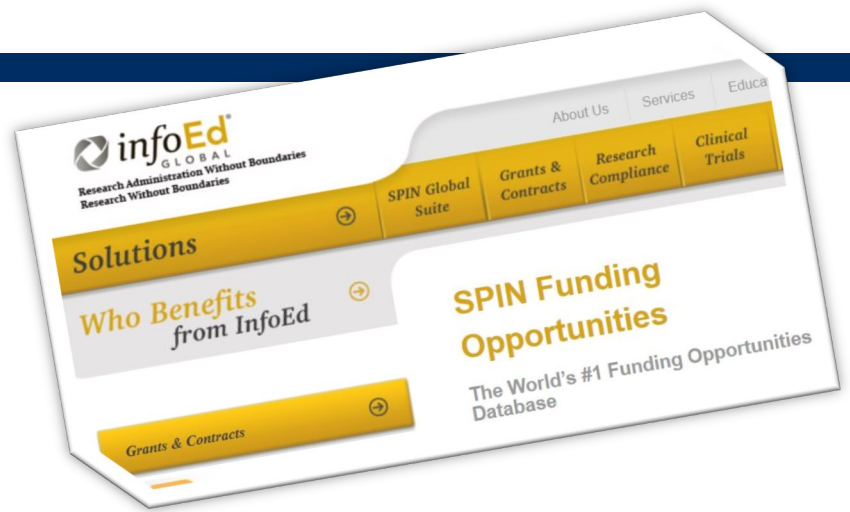 infoEd
GLOBAL
Research Administration Without Boundaries
Research Without Boundaries
About Us Services Educa
Solutions
SPIN Global
Suite
Grants &
Contracts
Research
Compliance
Clinical
Trials
Who Benefits
from InfoEd
SPIN Funding
Opportunities
The World's #1 Funding Opportunities
Database
Grants & Contracts